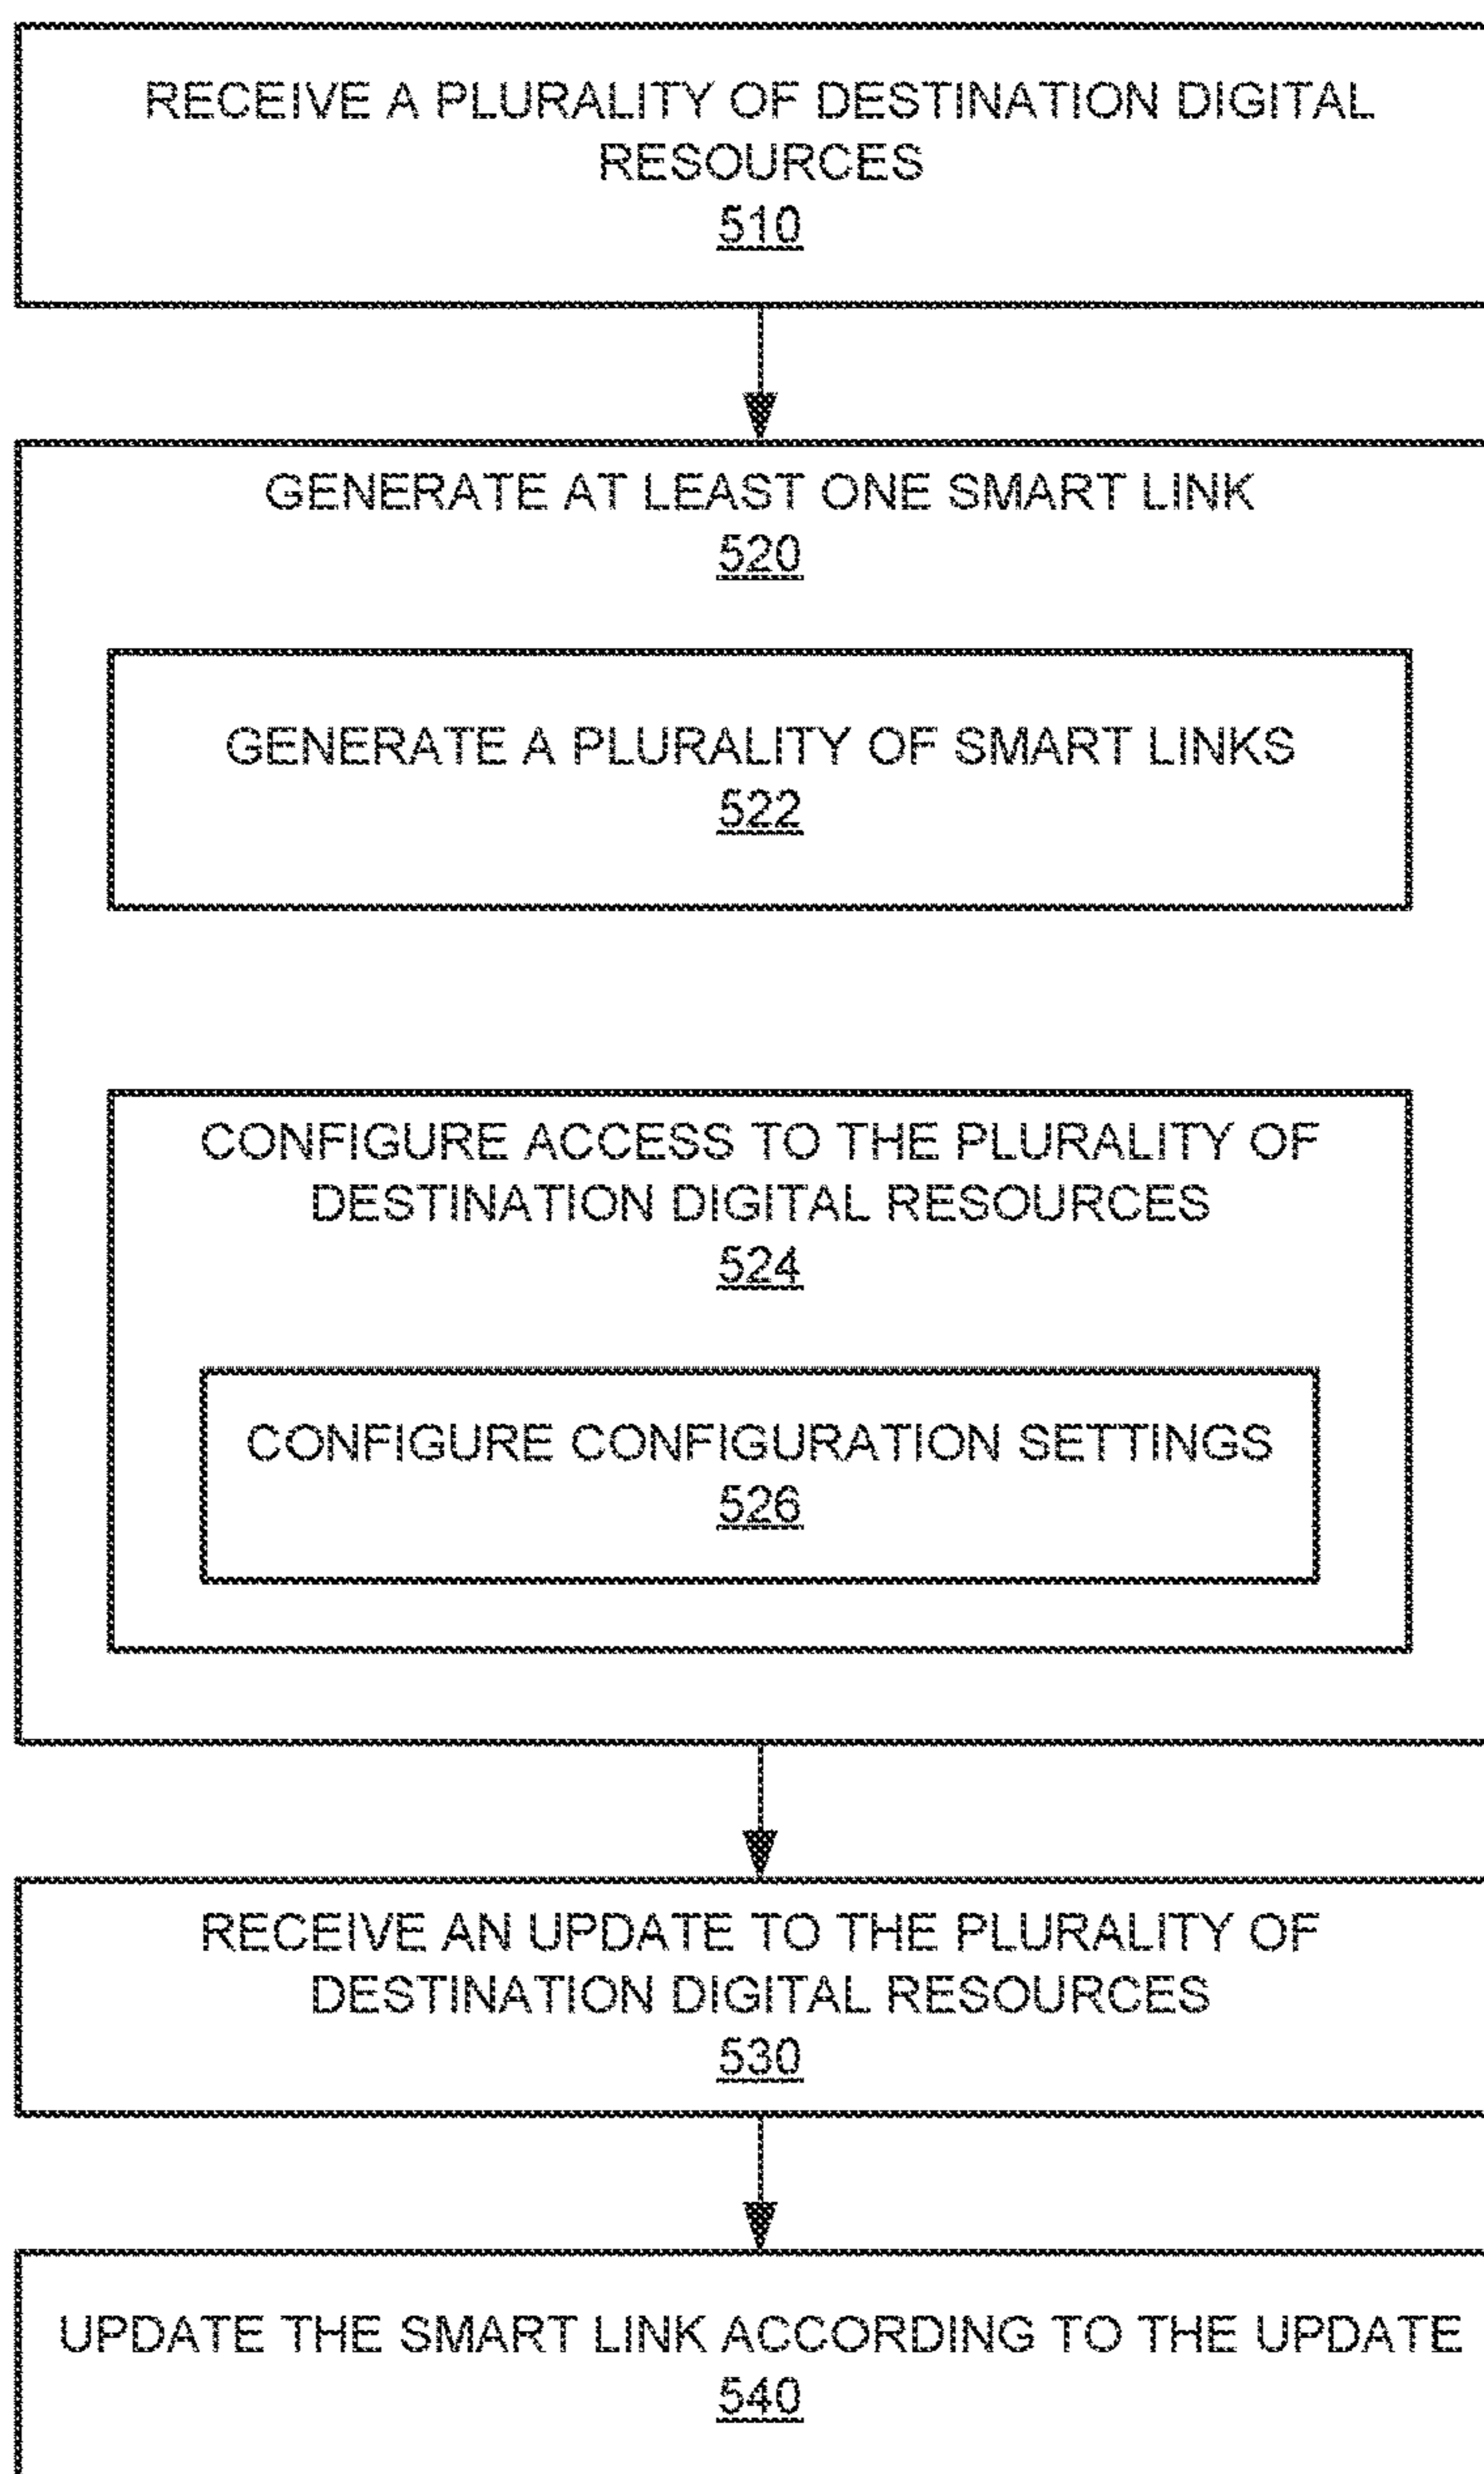 RECEIVE A PLURALITY OF DESTINATION DIGITAL
RESOURCES
510
GENERATE AT LEAST ONE SMART LINK
520
GENERATE A PLURALITY OF SMART LINKS
522
CONFIGURE ACCESS TO THE PLURALITY OF
DESTINATION DIGITAL RESOURCES
524
CONFIGURE CONFIGURATION SETTINGS
526
RECEIVE AN UPDATE TO THE PLURALITY OF
DESTINATION DIGITAL RESOURCES
530
UPDATE THE SMART LINK ACCORDING TO THE UPDATE
540